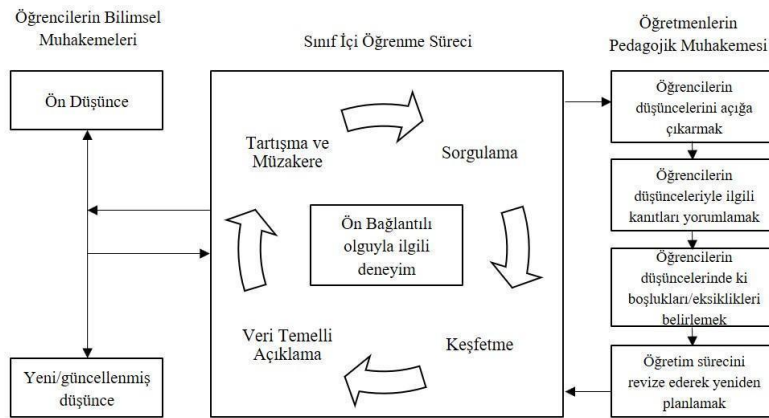 Öğrencilerin Bilimsel
Muhakemeleri
Ön Düşünce
Yeni/güncellenmiş
düşünce
Sınıf İçi Öğrenme Süreci
Tartışma ve
Müzakere
Sorgulama
Ön Bağlantılı
olguyla ilgili
deneyim
Veri Temelli
Açıklama
Keşfetme
Öğretmenlerin
Pedagojik Muhakemesi
Öğrencilerin
düşüncelerini açığa
çıkarmak
Öğrencilerin
düşünceleriyle ilgili
kanıtları yorumlamak
Öğrencilerin
düşüncelerinde ki
boşlukları/eksiklikleri
belirlemek
Öğretim sürecini
revize ederek yeniden
planlamak